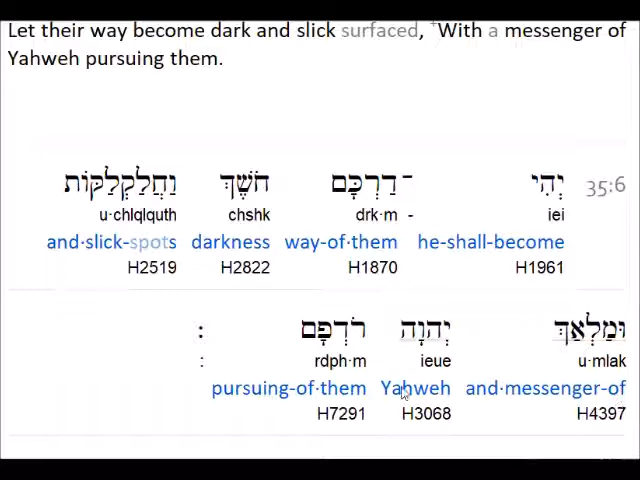 Let their way become dark and slick surfaced, +With a messenger of
Yahweh pursuing them.
35:6 יְהִי ־ דַרְכָּם חֹשֶׁךְ וַחֲלַקְלַקּוֹת
u·chlqlquth chshk drk·m - iei
and·slick-spots darkness way-of·them he-shall-become
H2519 H2822 H1870 H1961
וּמַלְאַךְ יְהוָה רֹדְפָם :
: rdph·m ieue u·mlak
pursuing-of·them Yahweh and·messenger-of
H7291 H3068 H4397